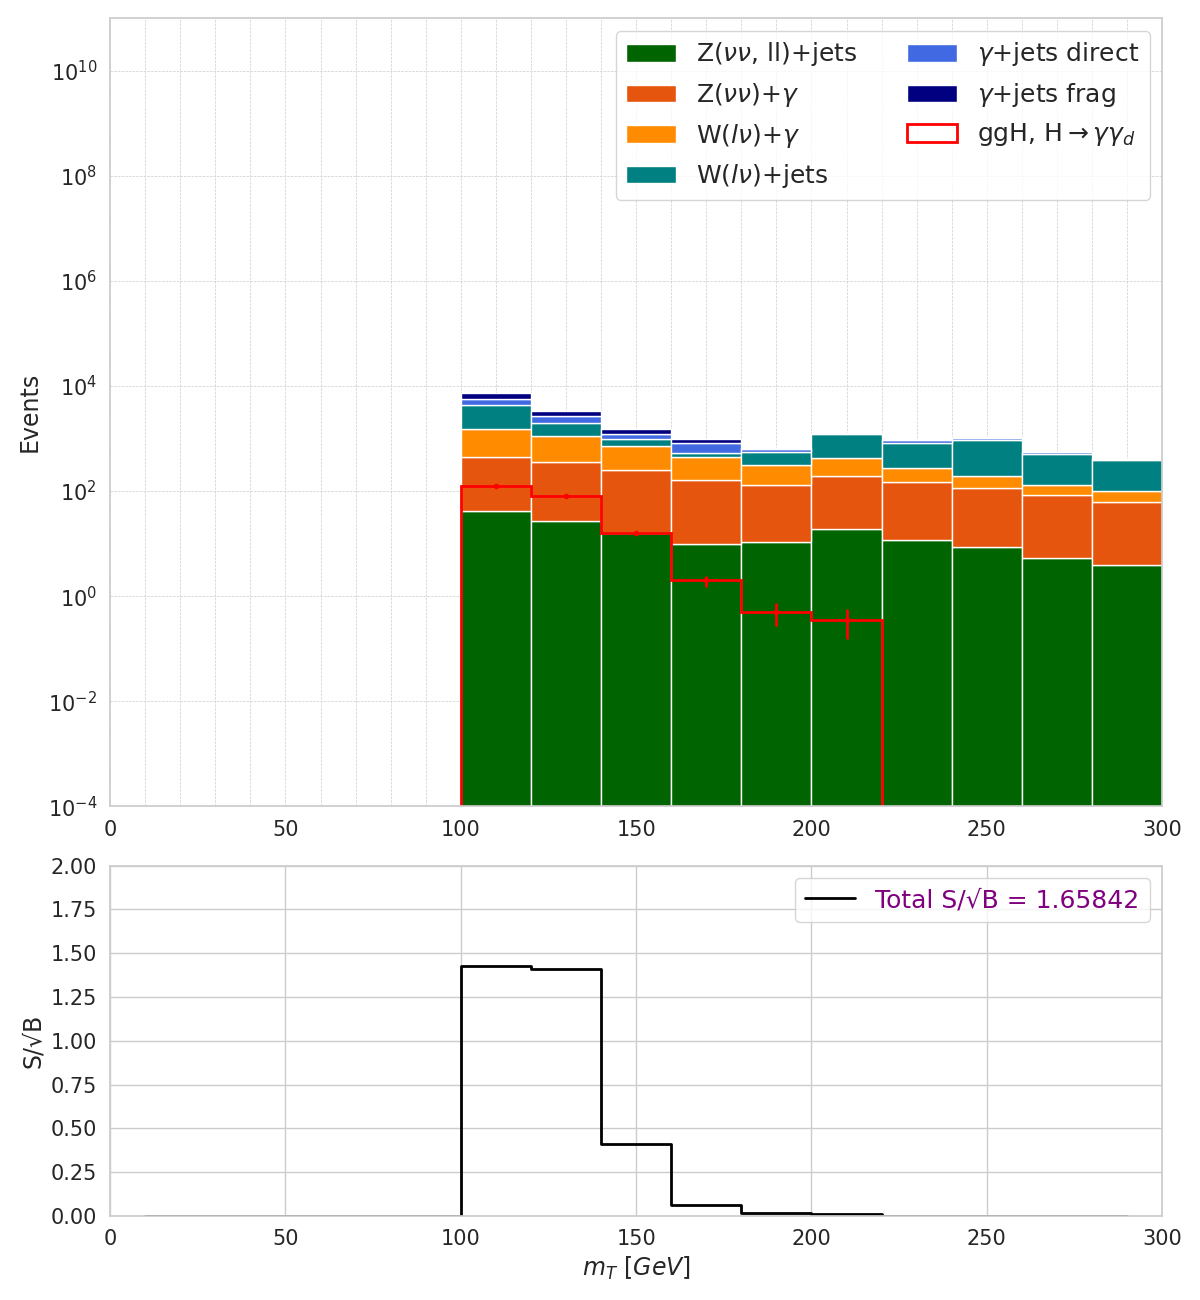 Z(νν, ll)+jets
Z(νν)+γ
W(lν)+γ
W(lν)+jets
γ+jets direct
γ+jets frag
ggH, H→γγ_d
Events
10^10
10^8
10^6
10^4
10^2
10^0
10^−2
10^−4
0 50 100 150 200 250 300
Total S/√B = 1.65842
S/√B
2.00
1.75
1.50
1.25
1.00
0.75
0.50
0.25
0.00
0 50 100 150 200 250 300
m_T [GeV]